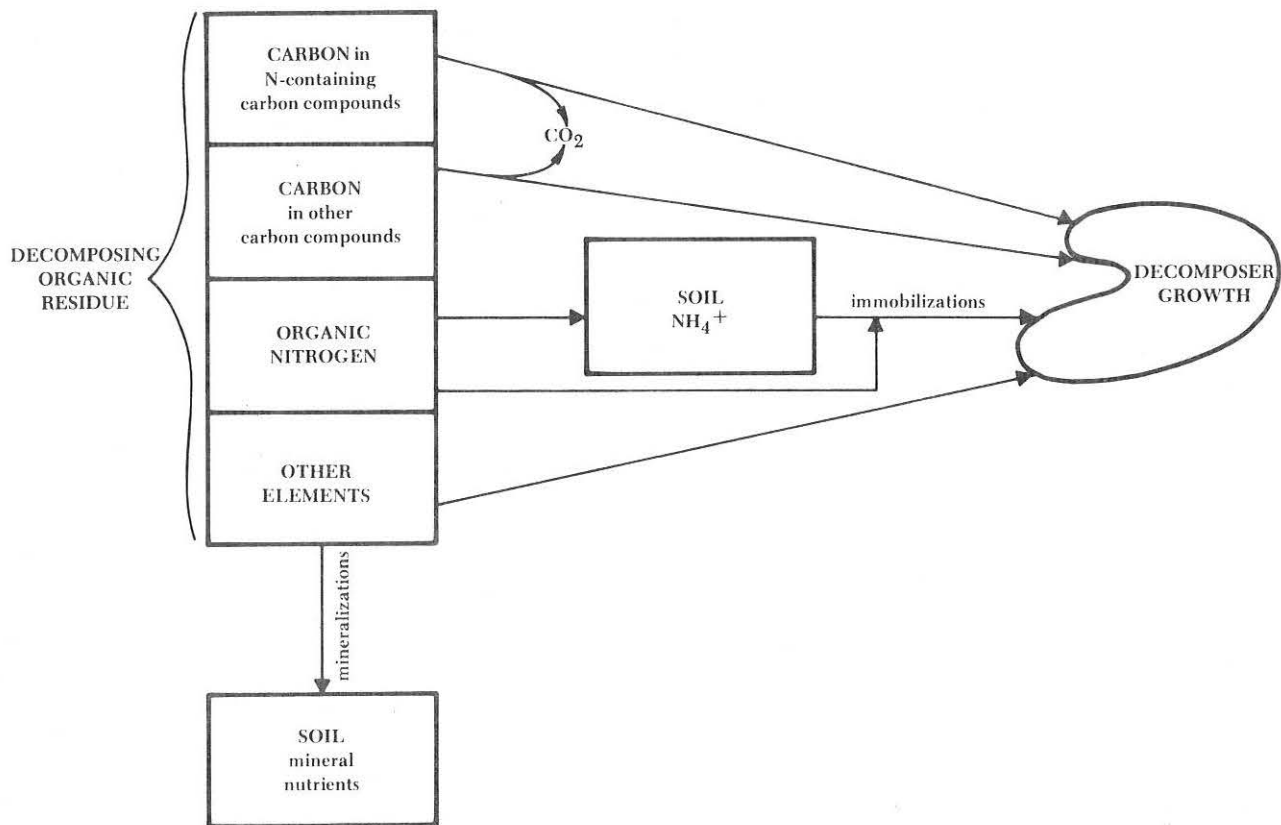 CARBON in
N-containing
carbon compounds
CO2
CARBON
in other
carbon compounds
DECOMPOSING
ORGANIC
RESIDUE
SOIL
NH4+
immobilizations
DECOMPOSER
GROWTH
ORGANIC
NITROGEN
OTHER
ELEMENTS
mineralizations
SOIL
mineral
nutrients